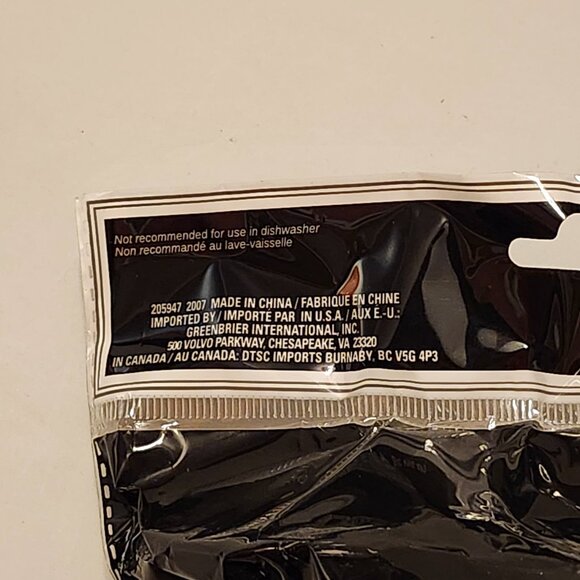 Not recommended for use in dishwasher
Non recommandé au lave-vaisselle
205947 2007 MADE IN CHINA / FABRIQUE EN CHINE
IMPORTED BY / IMPORTÉ PAR IN U.S.A. / AUX E.-U.:
GREENBRIER INTERNATIONAL, INC.
500 VOLVO PARKWAY, CHESAPEAKE, VA 23320
IN CANADA / AU CANADA: DTSC IMPORTS BURNABY, BC V5G 4P3